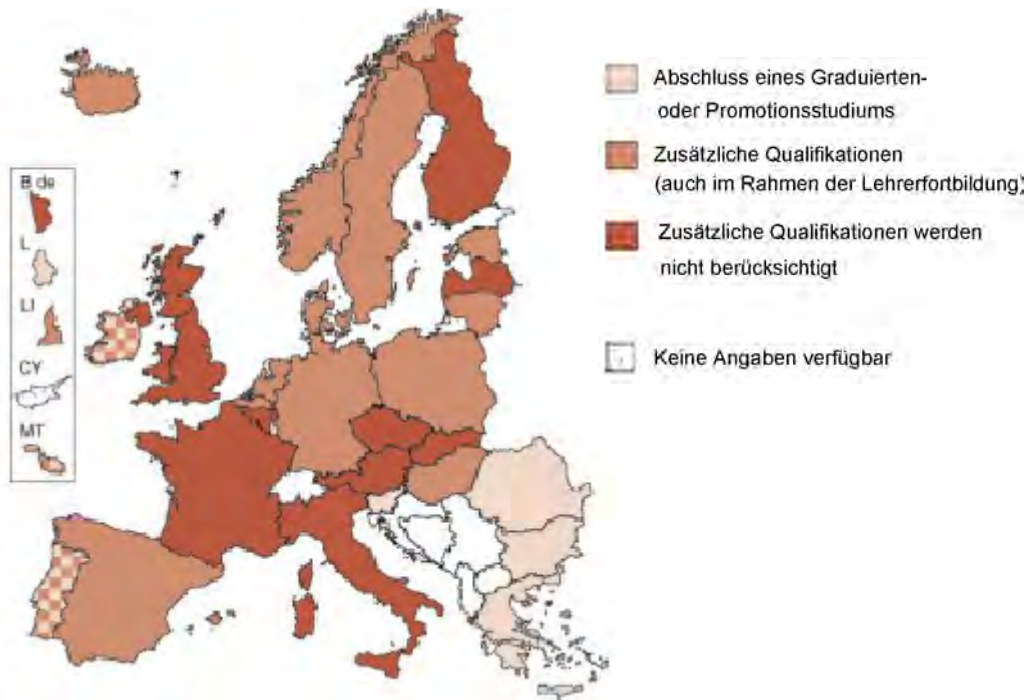 B de
L
LI
CY
MT
Abschluss eines Graduierten-
oder Promotionsstudiums
Zusätzliche Qualifikationen
(auch im Rahmen der Lehrerfortbildung)
Zusätzliche Qualifikationen werden
nicht berücksichtigt
Keine Angaben verfügbar